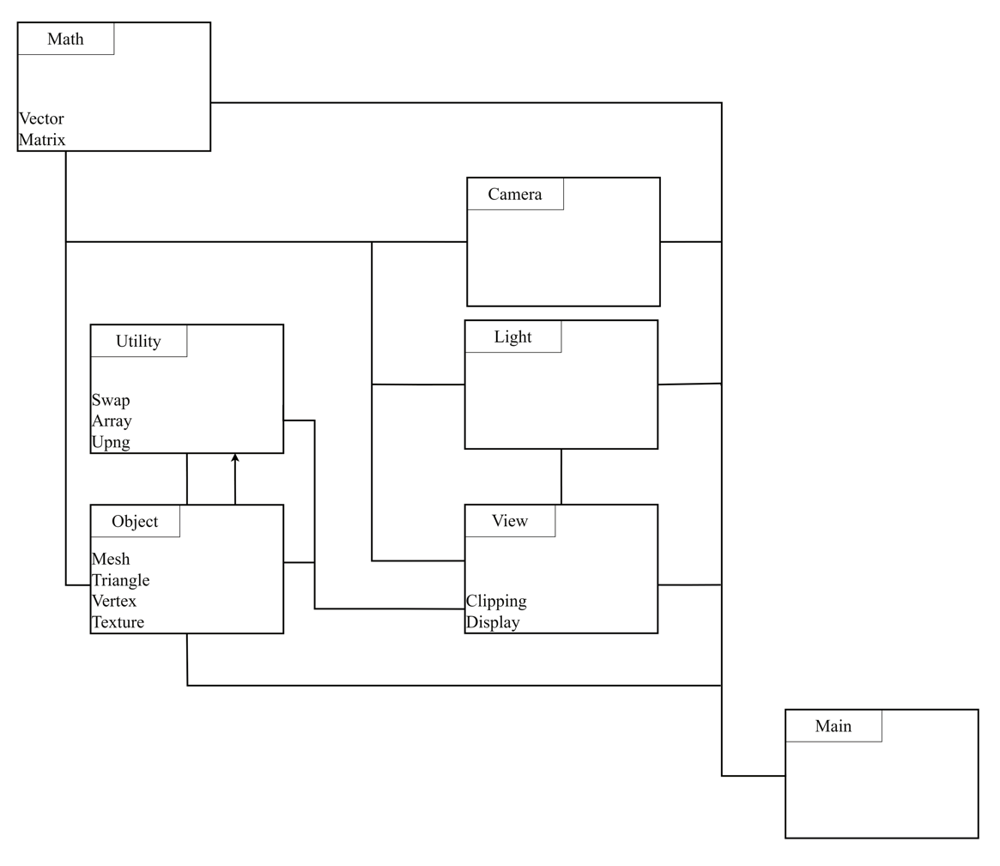 Math
Vector
Matrix
Camera
Utility
Swap
Array
Upng
Light
Object
Mesh
Triangle
Vertex
Texture
View
Clipping
Display
Main